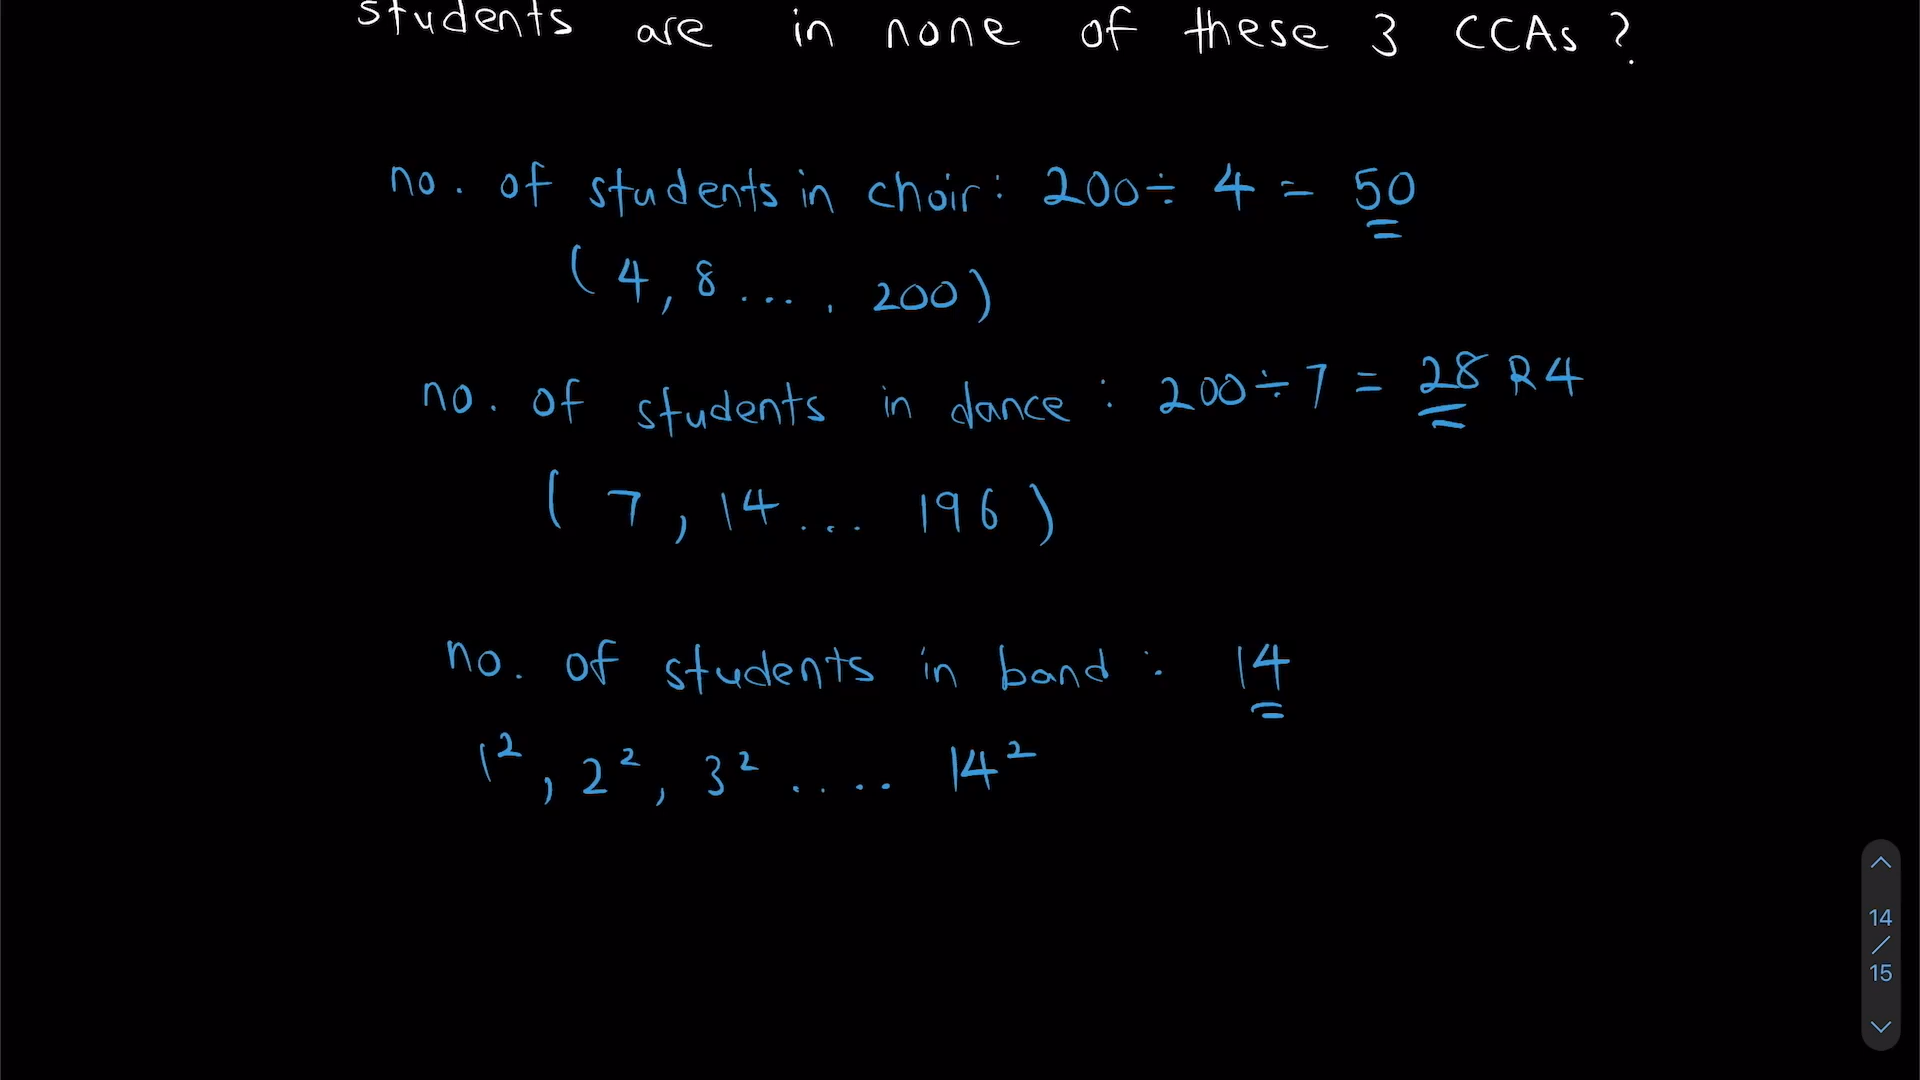 students are in none of these 3 CCAs ?
no. of students in choir : 200 ÷ 4 = 50
( 4, 8 .... , 200 )
no. of students in dance : 200 ÷ 7 = 28 R4
( 7, 14 ... 196 )
no. of students in band : 14
1², 2², 3² ..... 14²
14
/
15